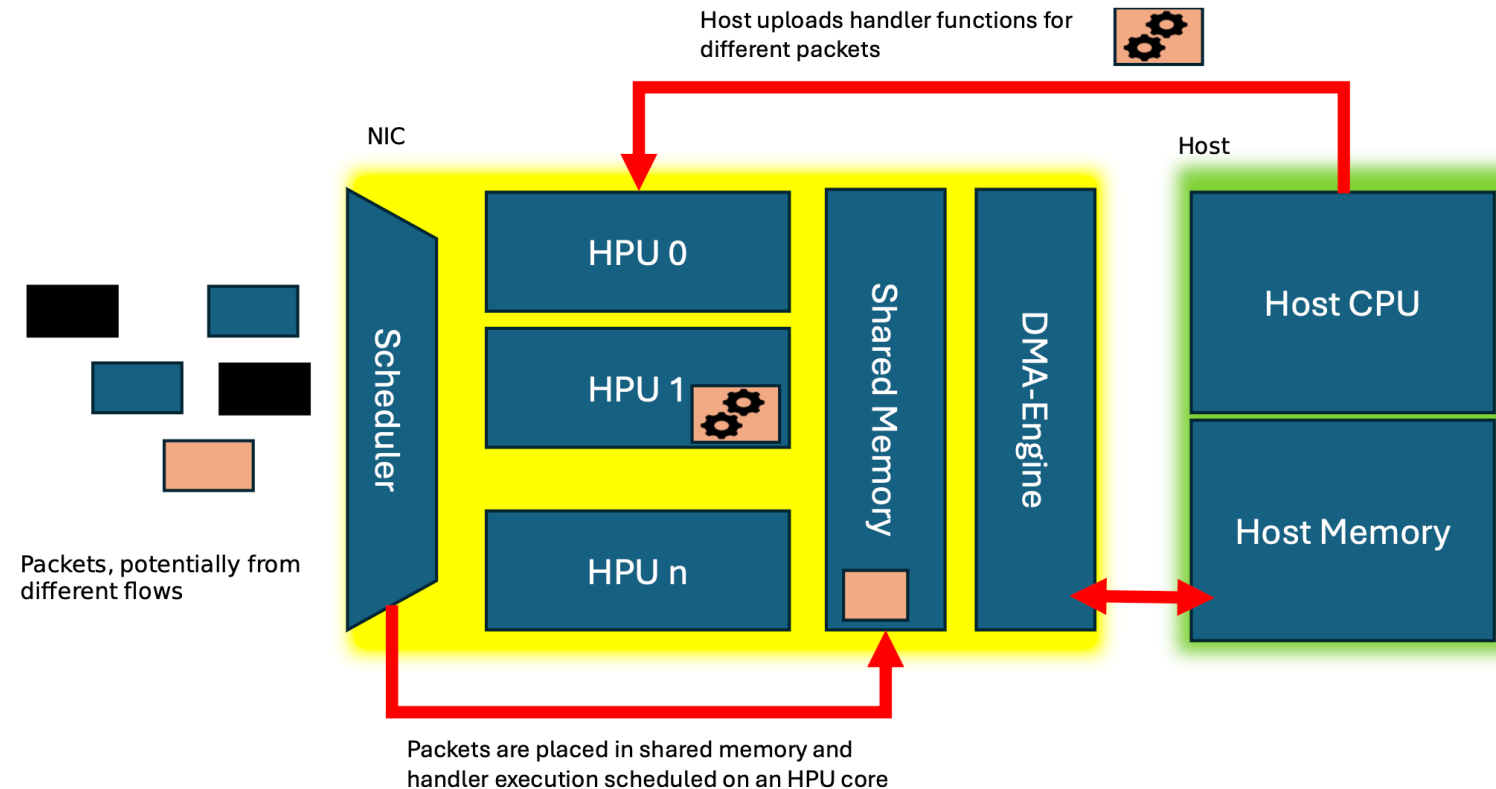 Host uploads handler functions for
different packets
NIC
Host
Scheduler
HPU 0
HPU 1
HPU n
Shared Memory
DMA-Engine
Host CPU
Host Memory
Packets, potentially from
different flows
Packets are placed in shared memory and
handler execution scheduled on an HPU core